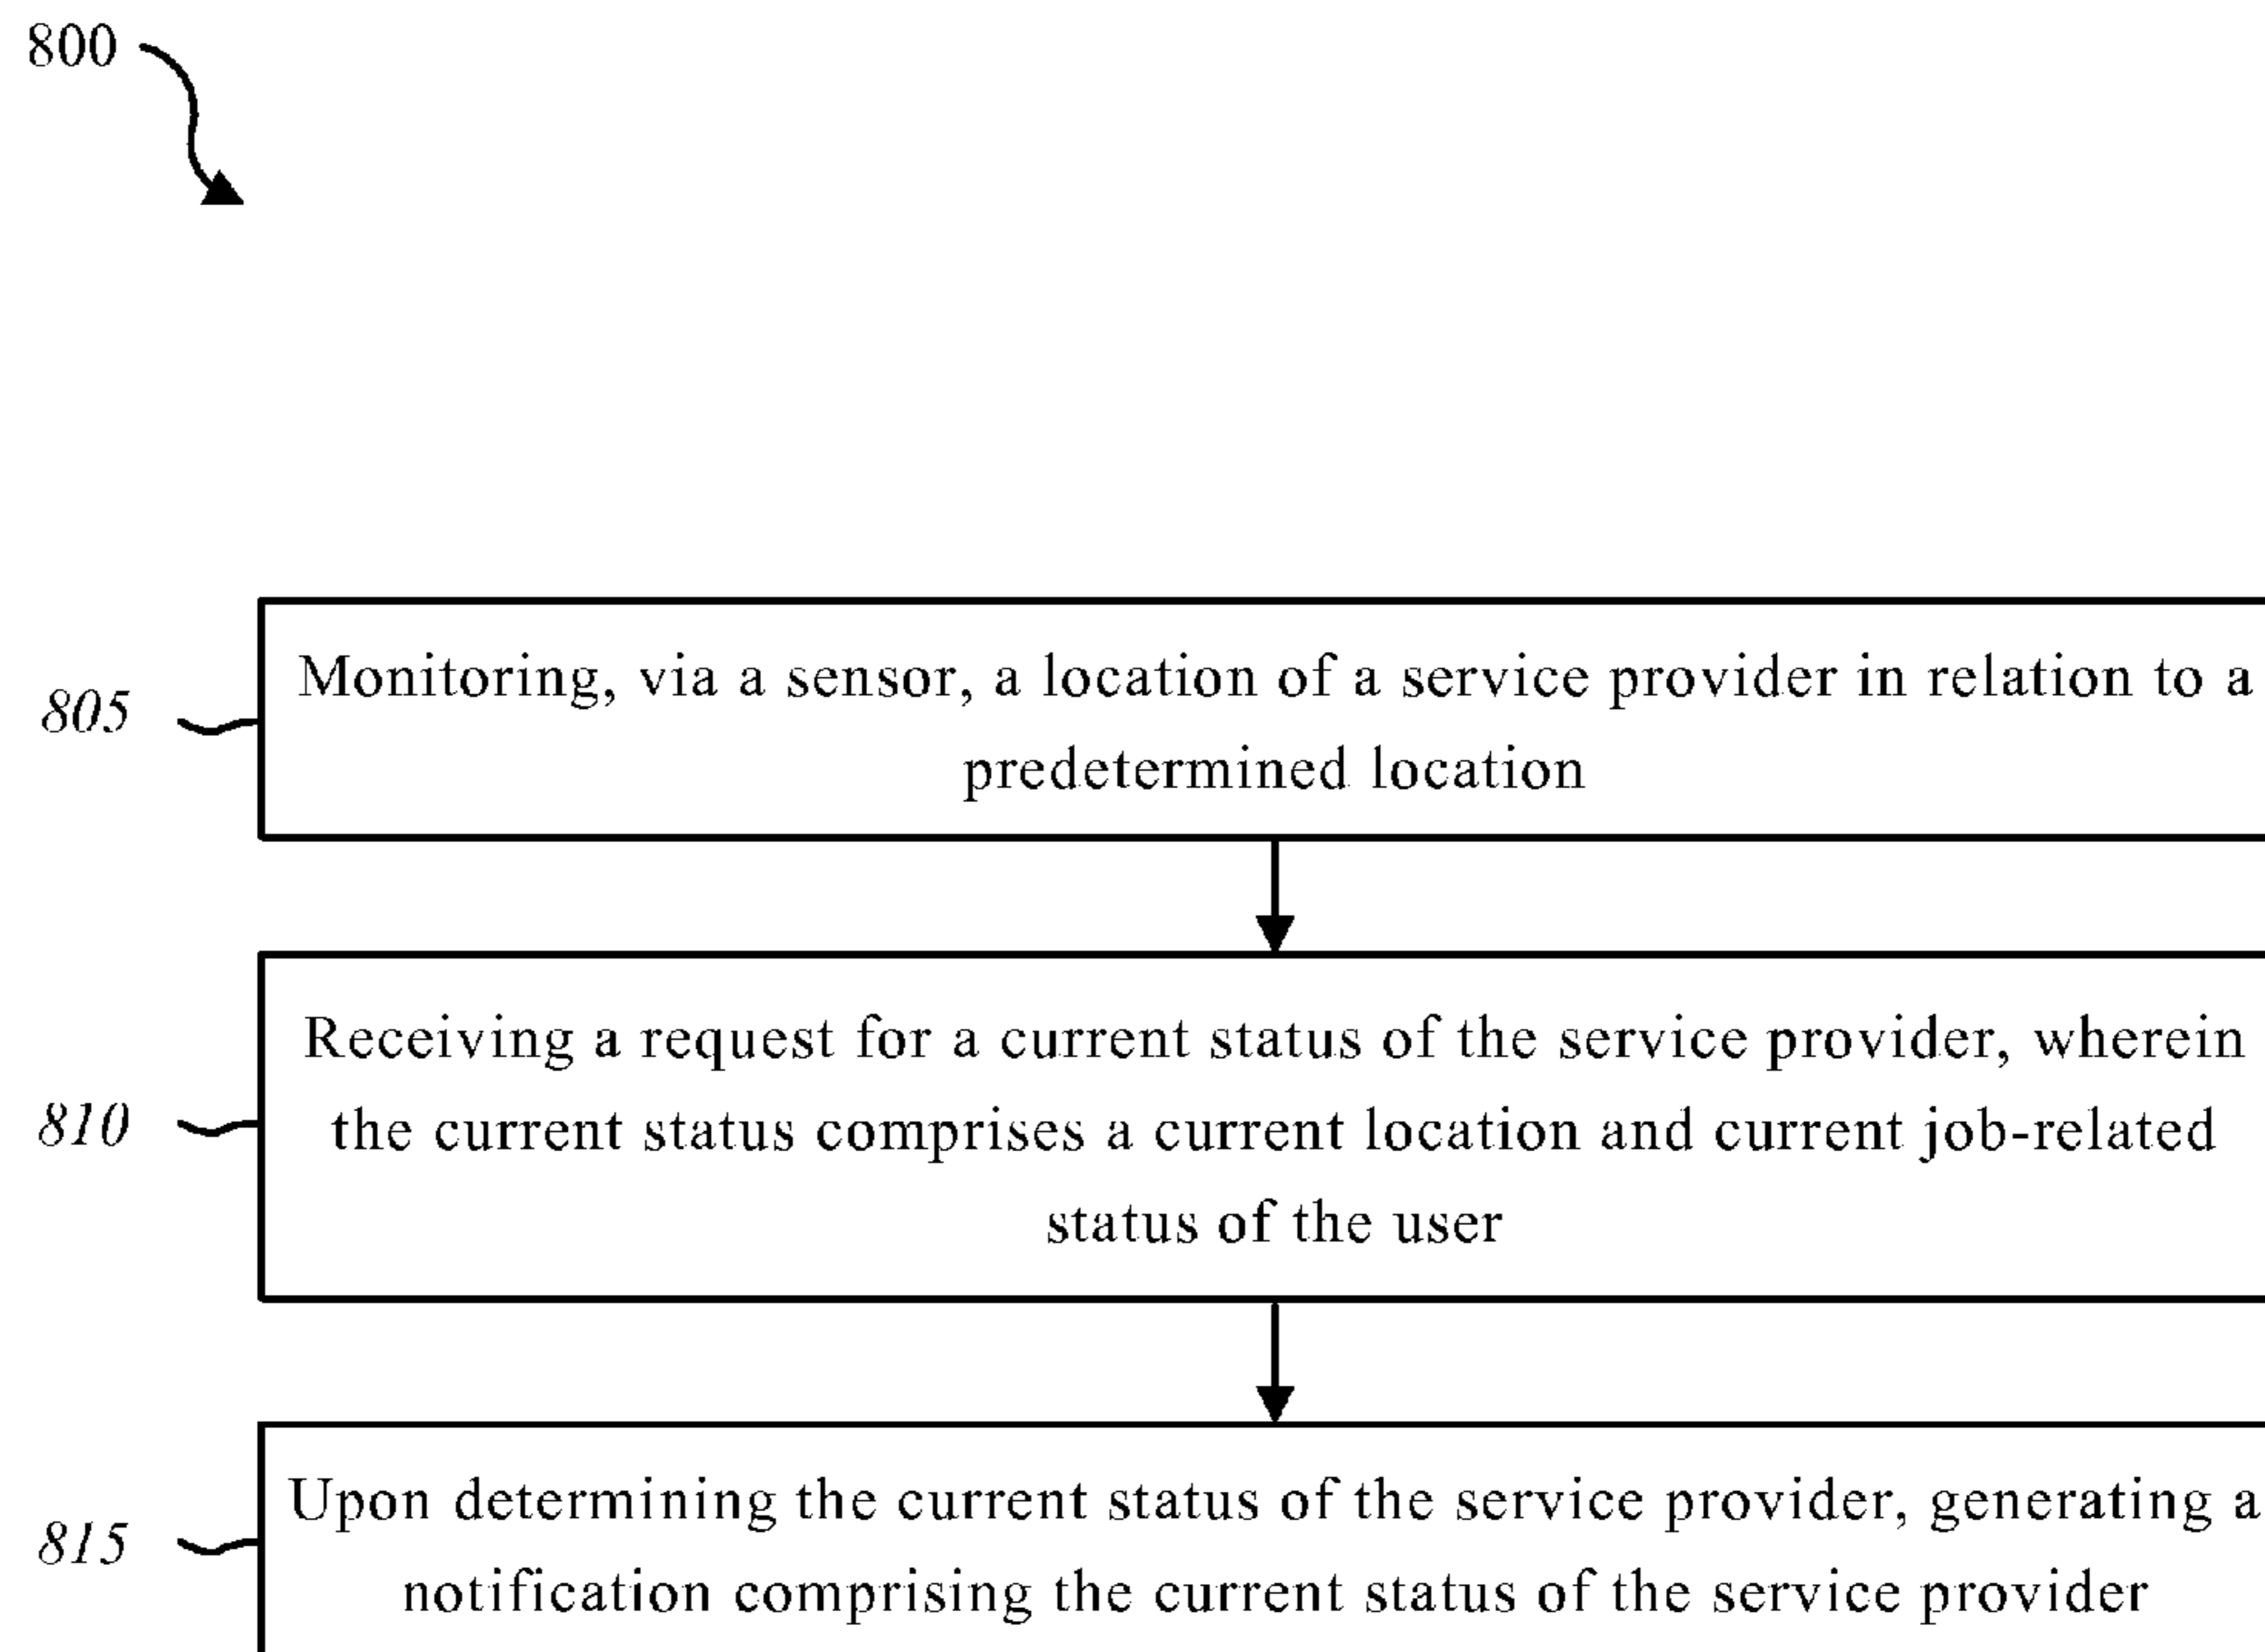 800
805
Monitoring, via a sensor, a location of a service provider in relation to a
predetermined location
810
Receiving a request for a current status of the service provider, wherein
the current status comprises a current location and current job-related
status of the user
815
Upon determining the current status of the service provider, generating a
notification comprising the current status of the service provider